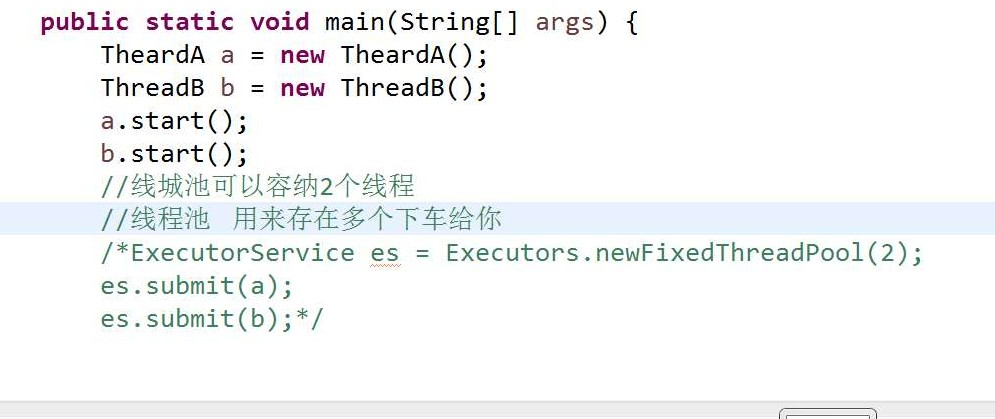 public static void main(String[] args) {
TheardA a = new TheardA();
ThreadB b = new ThreadB();
a.start();
b.start();
//线城池可以容纳2个线程
//线程池 用来存在多个下车给你
/*ExecutorService es = Executors.newFixedThreadPool(2);
es.submit(a);
es.submit(b);*/